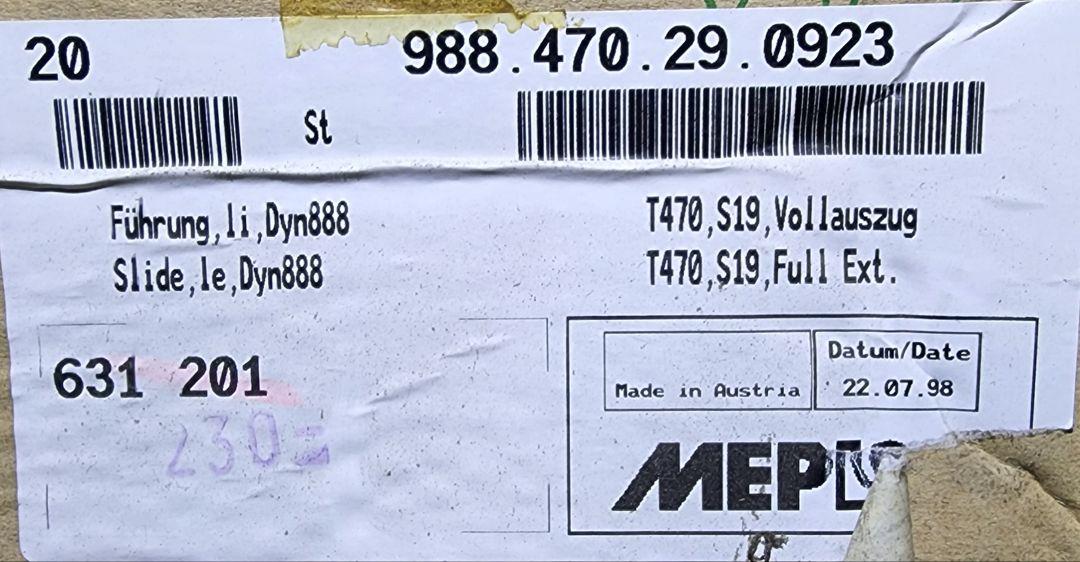 20
988.470.29.0923
St
Führung,li,Dyn888
T470,S19,Vollauszug
Slide,le,Dyn888
T470,S19,Full Ext.
631 201
Made in Austria
Datum/Date
22.07.98
230=